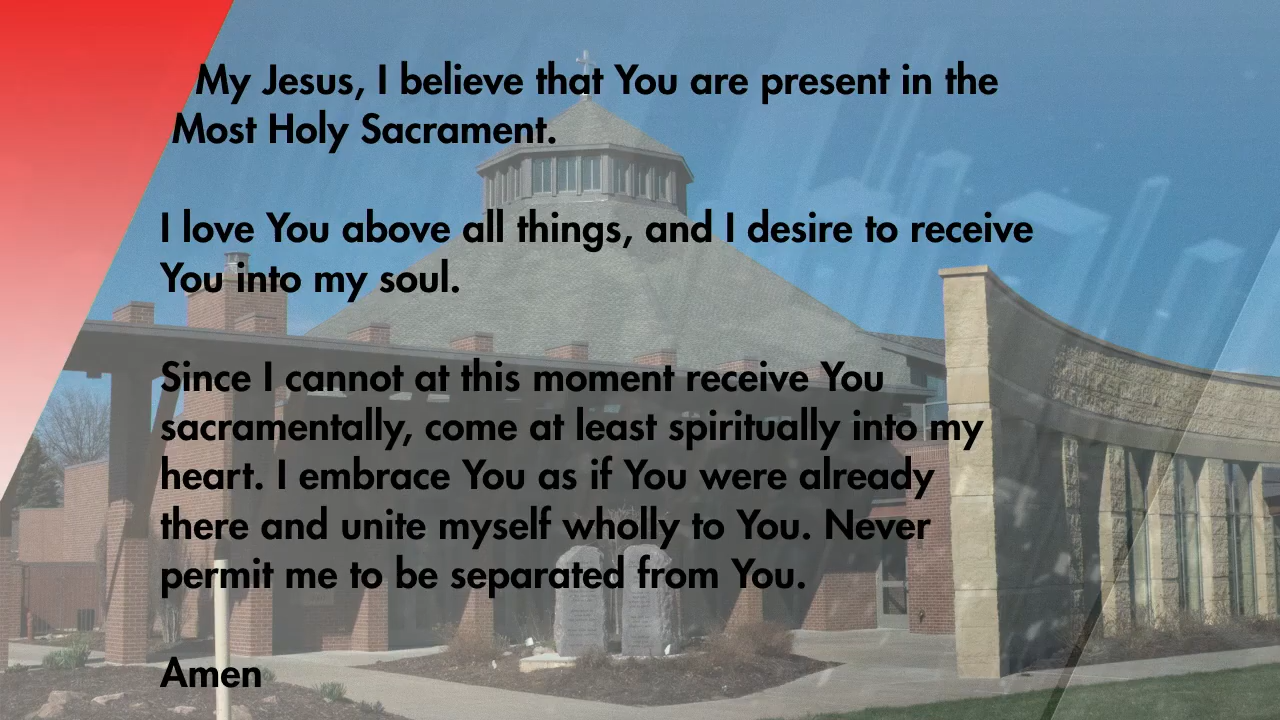 My Jesus, I believe that You are present in the
Most Holy Sacrament.
I love You above all things, and I desire to receive
You into my soul.
Since I cannot at this moment receive You
sacramentally, come at least spiritually into my
heart. I embrace You as if You were already
there and unite myself wholly to You. Never
permit me to be separated from You.
Amen